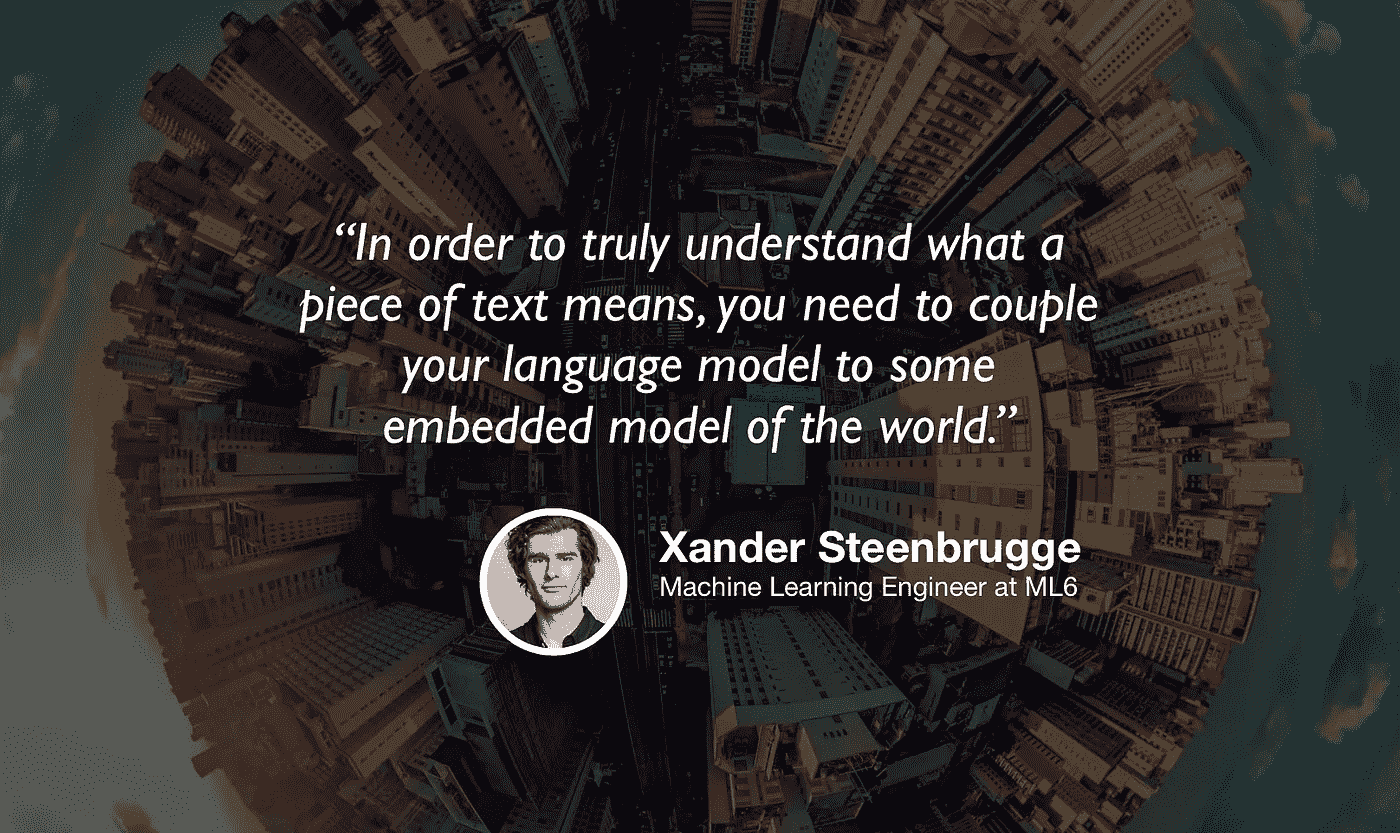 “In order to truly understand what a
piece of text means, you need to couple
your language model to some
embedded model of the world.”
Xander Steenbrugge
Machine Learning Engineer at ML6